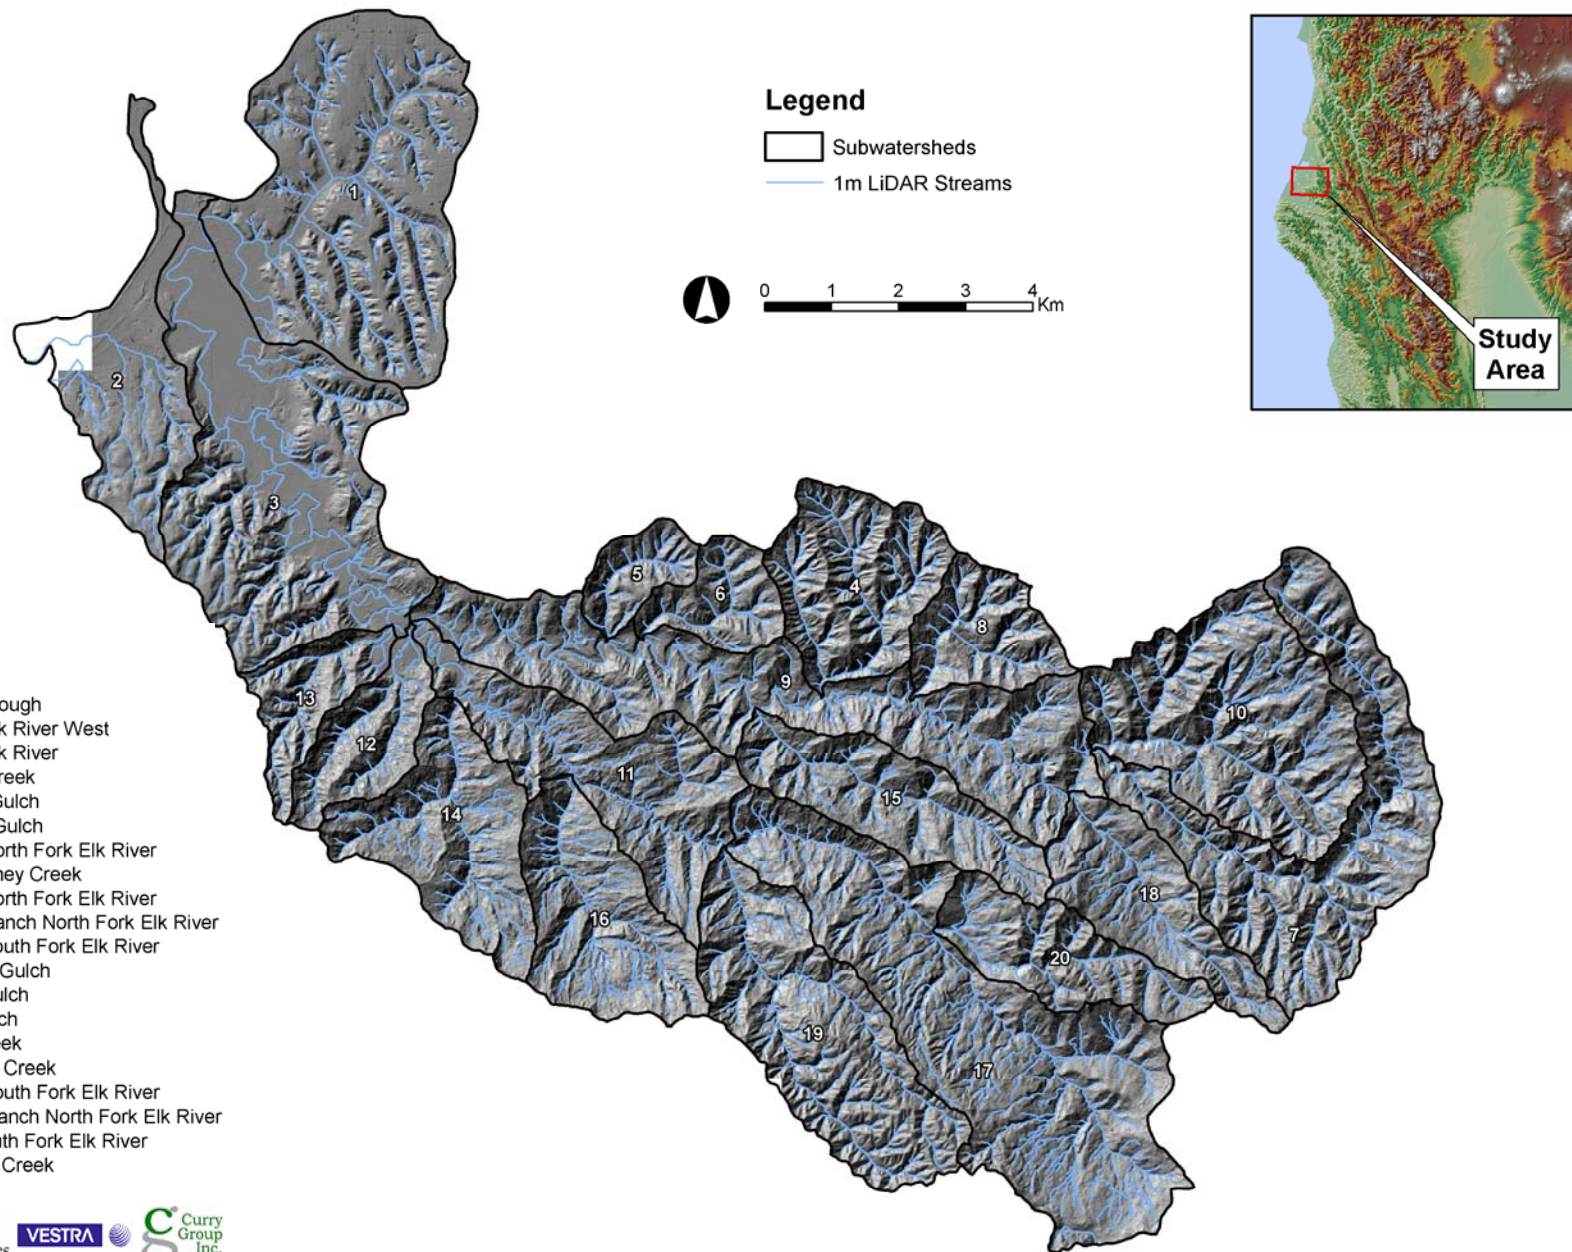 Legend
Subwatersheds
1m LiDAR Streams
0 1 2 3 4
Km
Study
Area
1
2
3
5
6
4
8
9
10
13
12
11
14
15
16
18
7
20
19
17
ough
k River West
k River
reek
Gulch
Gulch
orth Fork Elk River
ney Creek
orth Fork Elk River
anch North Fork Elk River
outh Fork Elk River
Gulch
ulch
ch
eek
Creek
outh Fork Elk River
anch North Fork Elk River
uth Fork Elk River
Creek
VESTRA
Curry
Group
Inc.